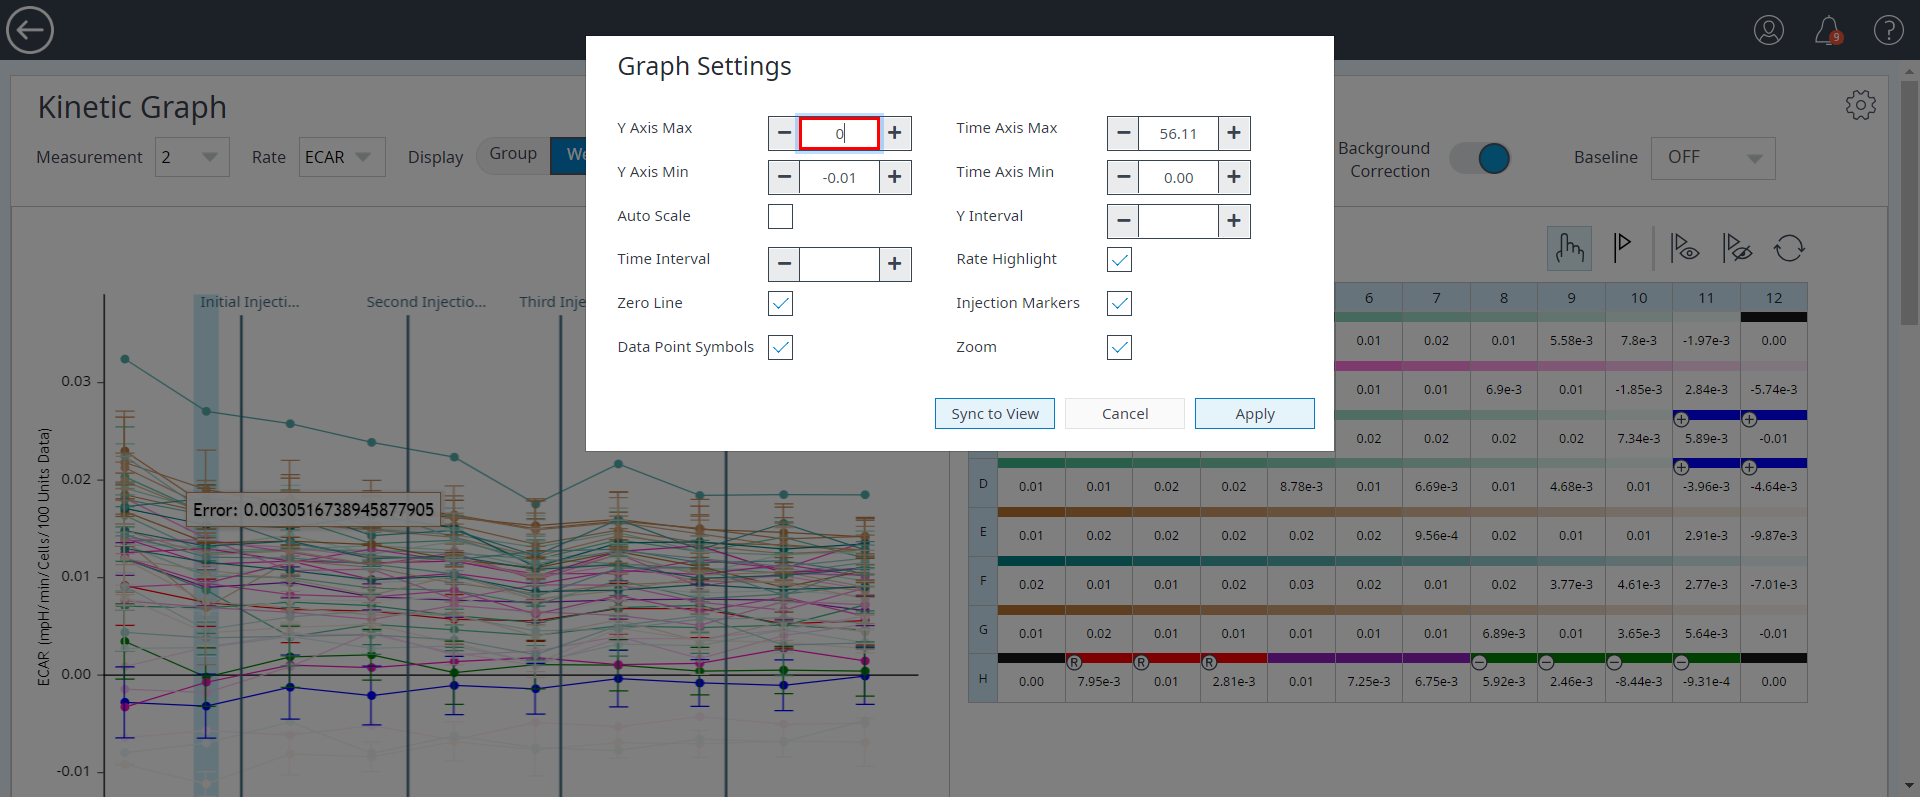 9
Graph Settings
Kinetic Graph
Y Axis Max
0
Time Axis Max
56.11
Measurement
2
Rate
ECAR
Display
Group
We
Y Axis Min
-0.01
Time Axis Min
0.00
Background
Correction
Baseline
OFF
Auto Scale
Y Interval
Time Interval
Rate Highlight
Zero Line
Injection Markers
Data Point Symbols
Zoom
Sync to View
Cancel
Apply
Initial Injecti...
Second Injectio...
Third Inje
0.03
0.02
0.01
0.00
-0.01
ECAR (mpH/ min/ Cells/ 100 Units Data)
Error: 0.0030516738945877905
6 7 8 9 10 11 12
0.01 0.02 0.01 5.58e-3 7.8e-3 -1.97e-3 0.00
0.01 0.01 6.9e-3 0.01 -1.85e-3 2.84e-3 -5.74e-3
0.02 0.02 0.02 0.02 7.34e-3 5.89e-3 -0.01
D 0.01 0.01 0.02 0.02 8.78e-3 0.01 6.69e-3 0.01 4.68e-3 0.01 -3.96e-3 -4.64e-3
E 0.01 0.02 0.02 0.02 0.02 0.02 9.56e-4 0.02 0.01 0.01 2.91e-3 -9.87e-3
F 0.02 0.01 0.01 0.02 0.03 0.02 0.01 0.02 3.77e-3 4.61e-3 2.77e-3 -7.01e-3
G 0.01 0.02 0.01 0.01 0.01 0.01 0.01 6.89e-3 0.01 3.65e-3 5.64e-3 -0.01
R R R
H 0.00 7.95e-3 0.01 2.81e-3 0.01 7.25e-3 6.75e-3 5.92e-3 2.46e-3 -8.44e-3 -9.31e-4 0.00